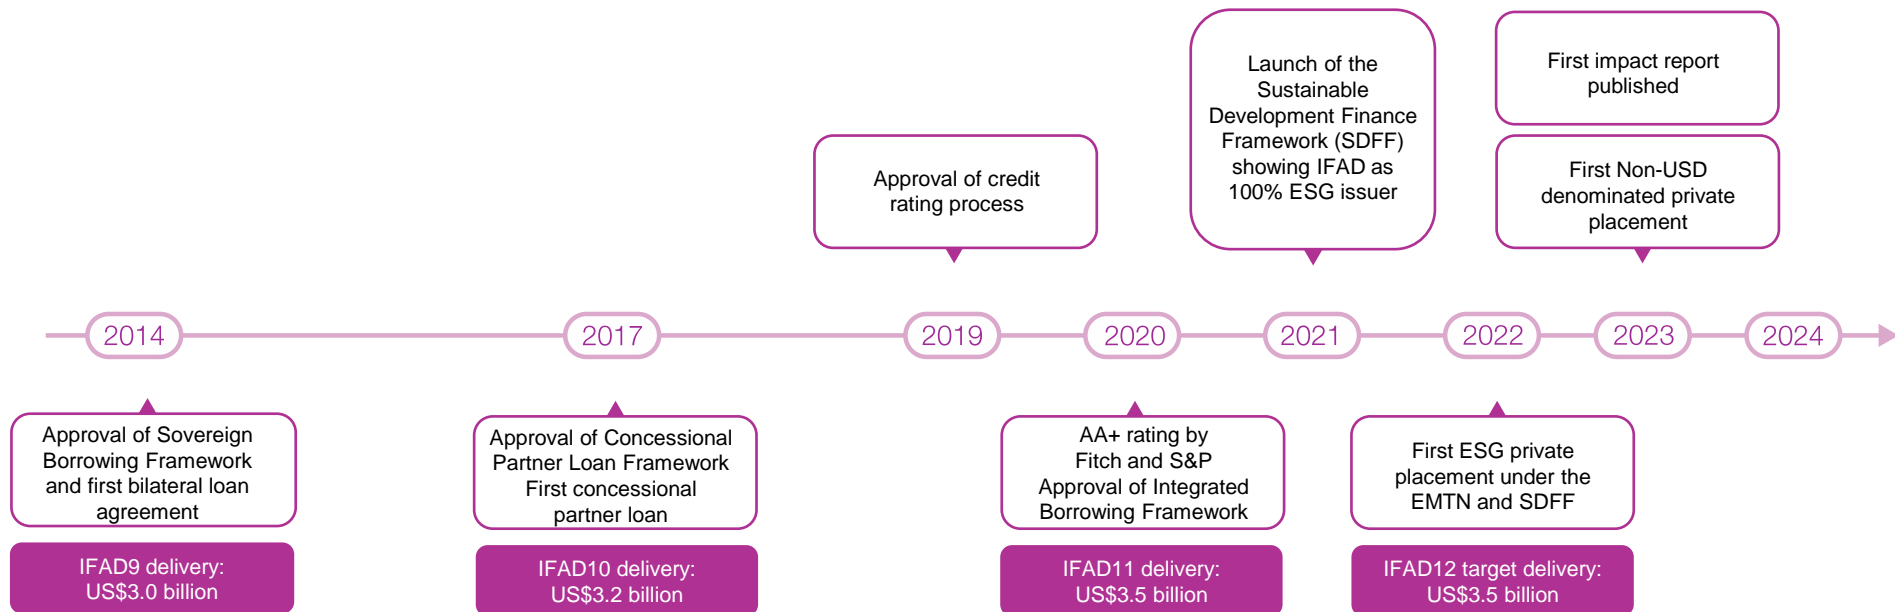 Launch of the
Sustainable
Development Finance
Framework (SDFF)
showing IFAD as
100% ESG issuer
First impact report
published
Approval of credit
rating process
First Non-USD
denominated private
placement
2014
2017
2019
2020
2021
2022
2023
2024
Approval of Sovereign
Borrowing Framework
and first bilateral loan
agreement
Approval of Concessional
Partner Loan Framework
First concessional
partner loan
AA+ rating by
Fitch and S&P
Approval of Integrated
Borrowing Framework
First ESG private
placement under the
EMTN and SDFF
IFAD9 delivery:
US$3.0 billion
IFAD10 delivery:
US$3.2 billion
IFAD11 delivery:
US$3.5 billion
IFAD12 target delivery:
US$3.5 billion